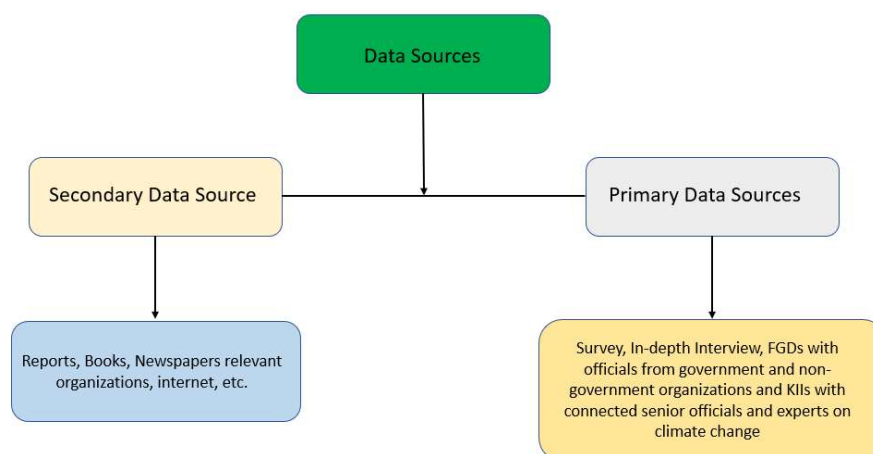 Data Sources
Secondary Data Source
Primary Data Sources
Reports, Books, Newspapers relevant
organizations, internet, etc.
Survey, In-depth Interview, FGDs with
officials from government and non-
government organizations and KIIs with
connected senior officials and experts on
climate change